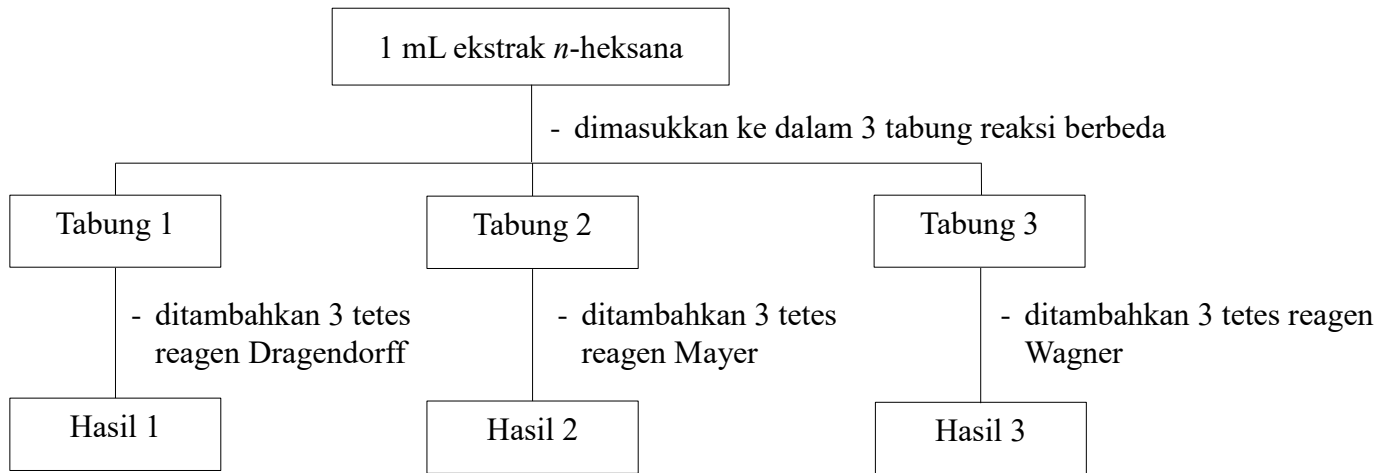 1 mL ekstrak n-heksana
- dimasukkan ke dalam 3 tabung reaksi berbeda
Tabung 1
Tabung 2
Tabung 3
- ditambahkan 3 tetes
reagen Dragendorff
- ditambahkan 3 tetes
reagen Mayer
- ditambahkan 3 tetes reagen
Wagner
Hasil 1
Hasil 2
Hasil 3